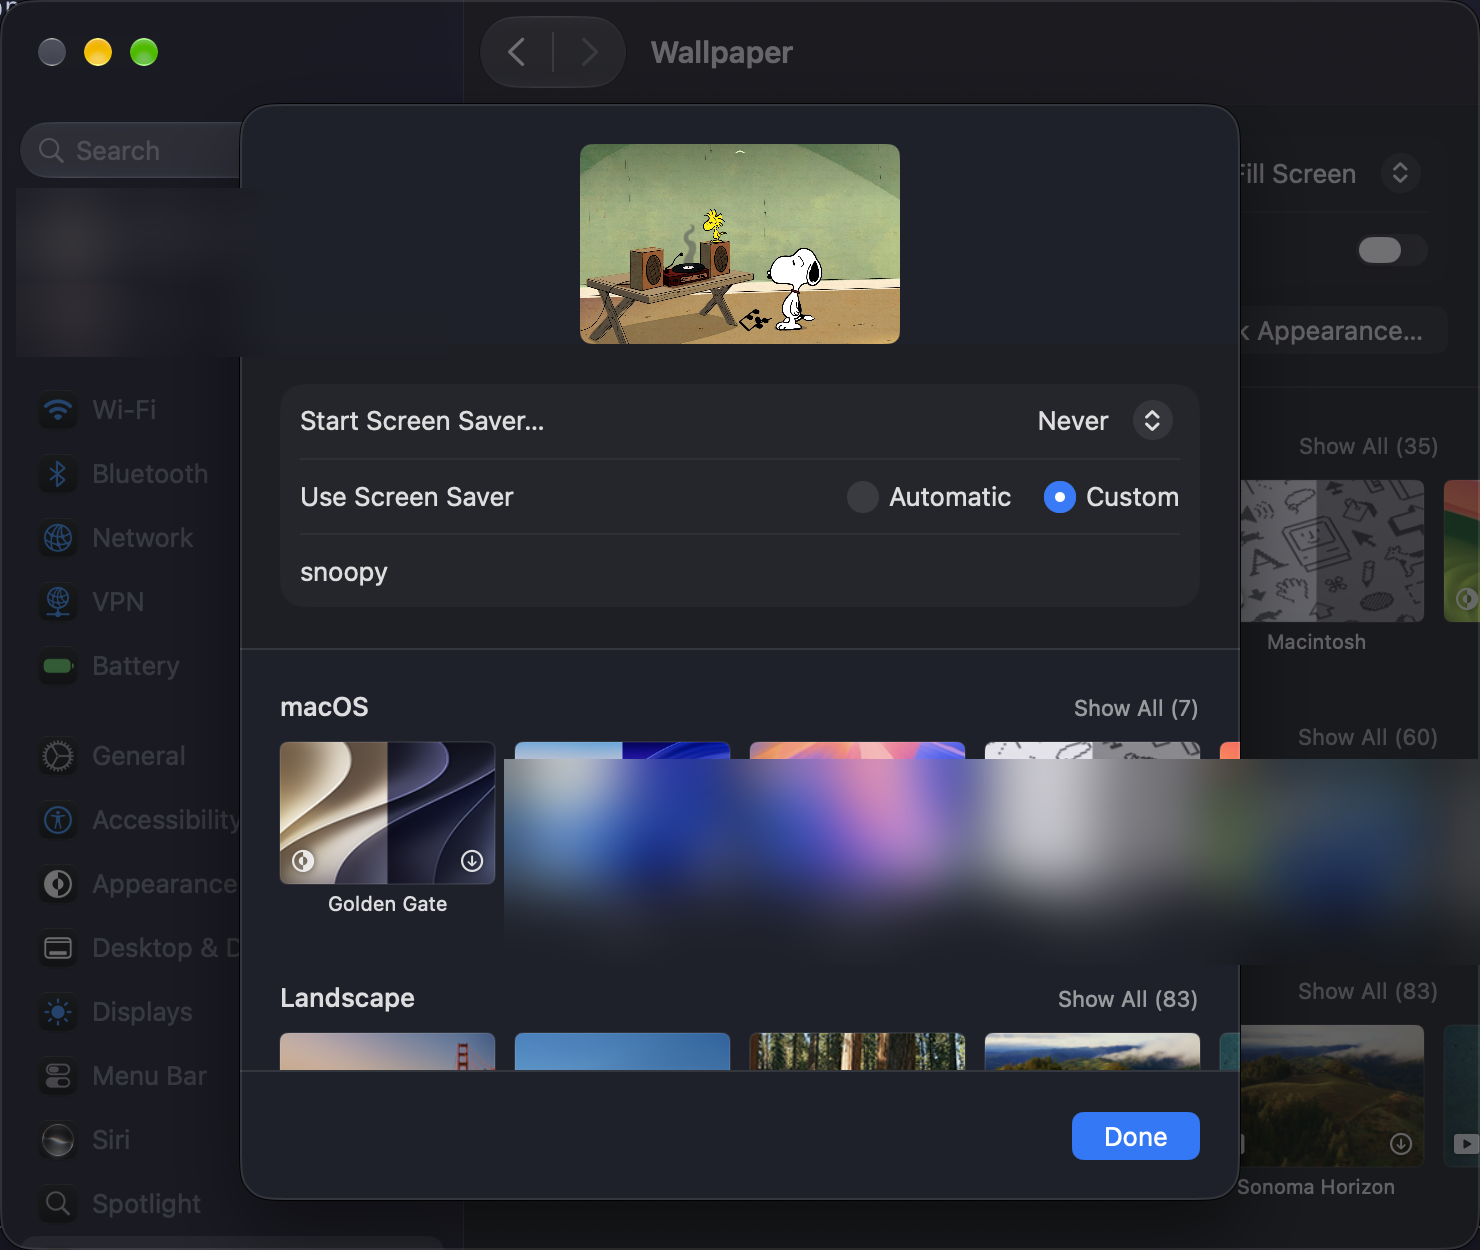 Wallpaper
Search
Fill Screen
k Appearance...
Wi-Fi
Bluetooth
Network
VPN
Battery
General
Accessibility
Appearance
Desktop & D
Displays
Menu Bar
Siri
Spotlight
Start Screen Saver...
Never
Use Screen Saver
Automatic
Custom
snoopy
macOS
Show All (7)
Golden Gate
Landscape
Show All (83)
Done
Show All (35)
Macintosh
Show All (60)
Show All (83)
Sonoma Horizon